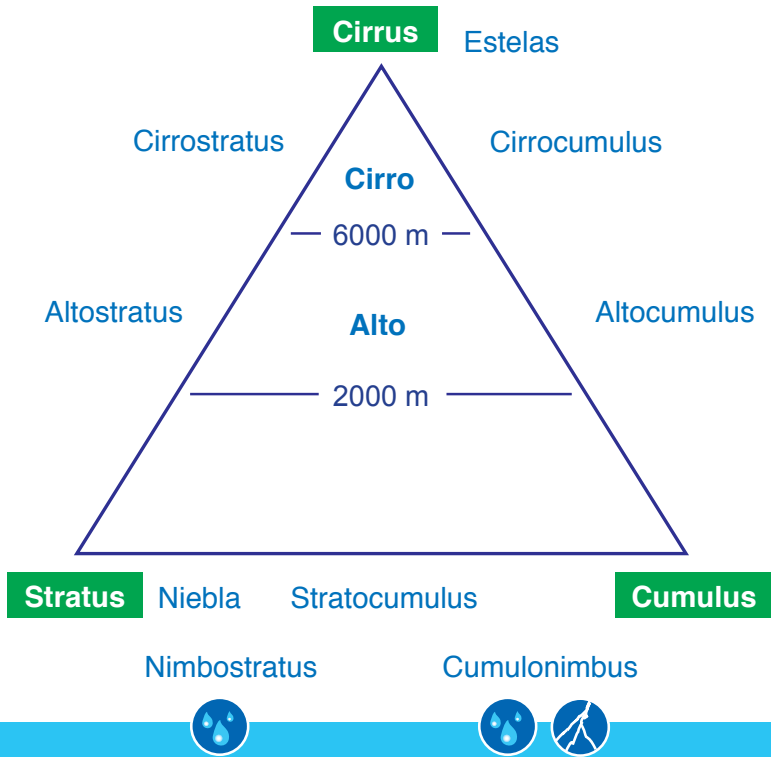 Cirrus Estelas
Cirrostratus Cirrocumulus
Cirro
6000 m
Altostratus Alto Altocumulus
2000 m
Stratus Niebla Stratocumulus Cumulus
Nimbostratus Cumulonimbus